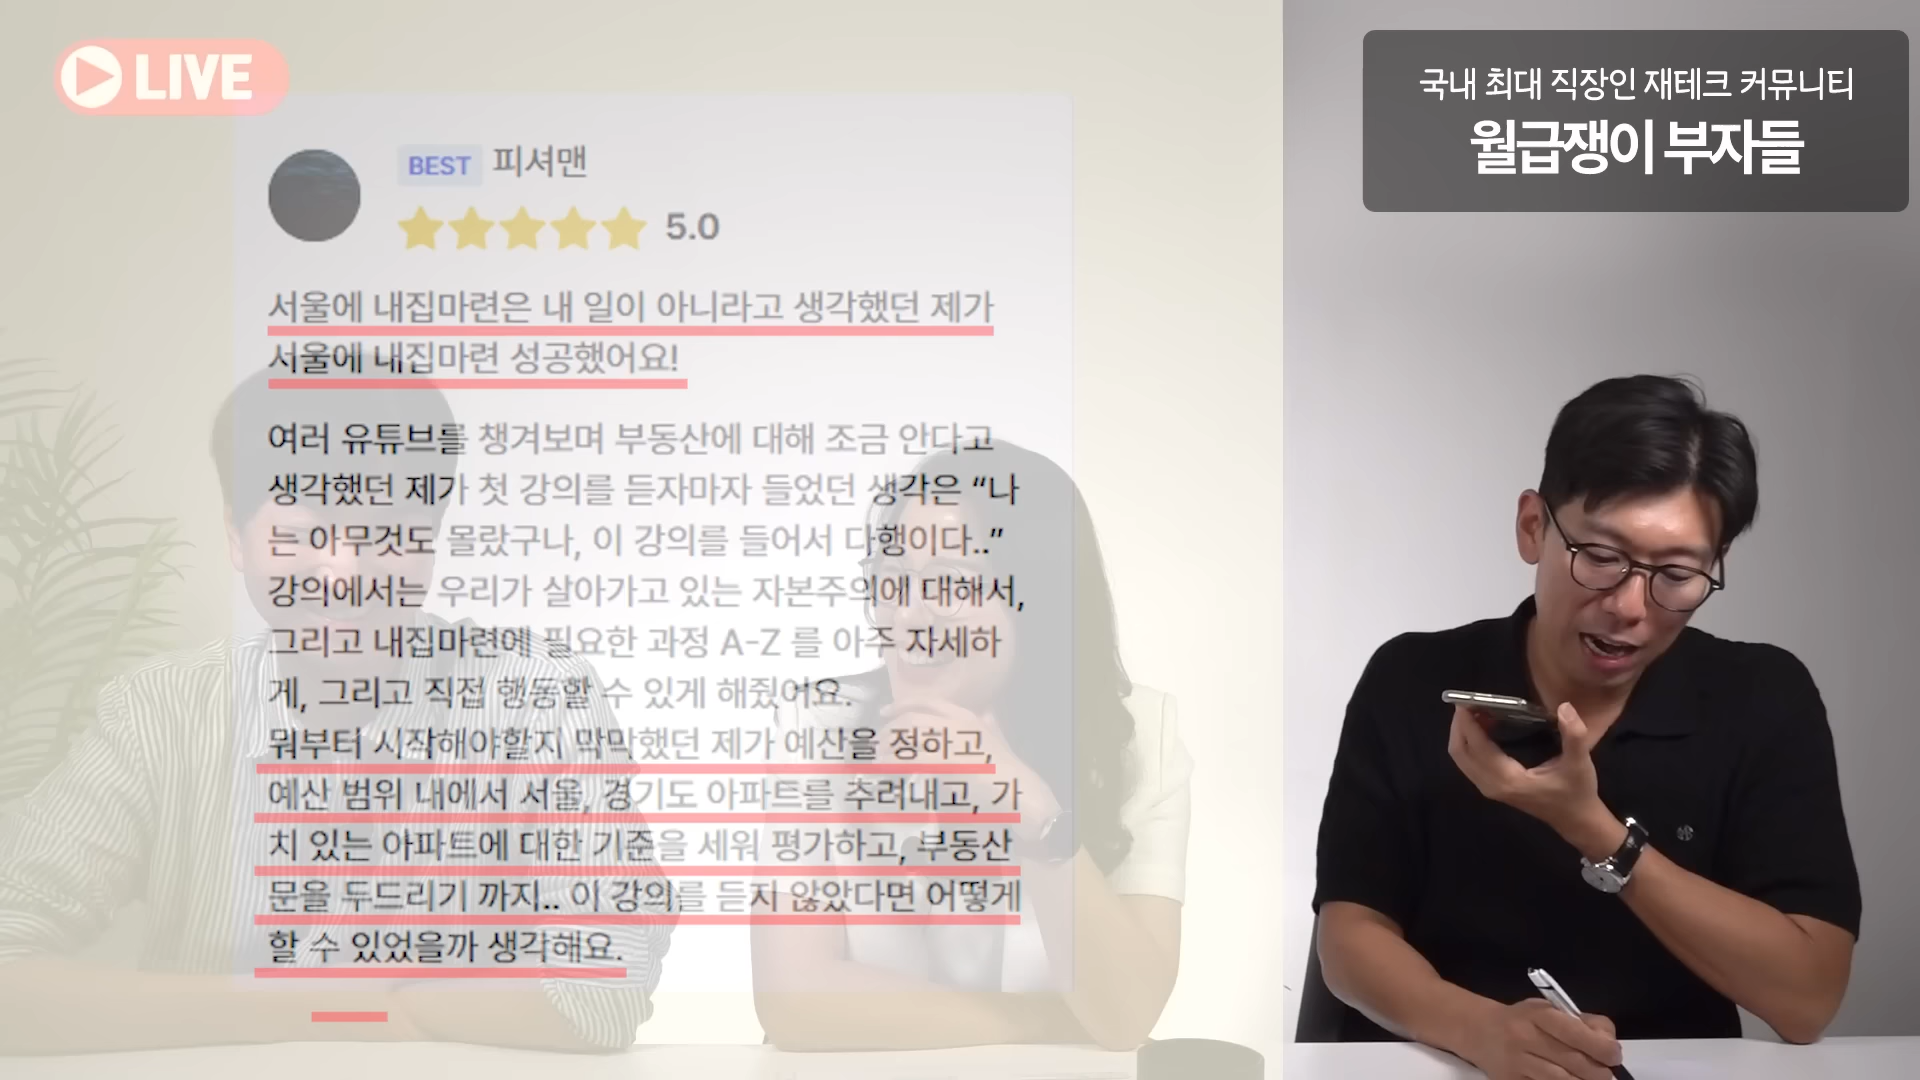 LIVE
국내 최대 직장인 재테크 커뮤니티
월급쟁이 부자들
BEST 피셔맨
5.0
서울에 내집마련은 내 일이 아니라고 생각했던 제가
서울에 내집마련 성공했어요!
여러 유튜브를 챙겨보며 부동산에 대해 조금 안다고
생각했던 제가 첫 강의를 듣자마자 들었던 생각은 “나
는 아무것도 몰랐구나, 이 강의를 들어서 다행이다..”
강의에서는 우리가 살아가고 있는 자본주의에 대해서,
그리고 내집마련에 필요한 과정 A-Z 를 아주 자세하
게, 그리고 직접 행동할 수 있게 해줬어요.
뭐부터 시작해야할지 막막했던 제가 예산을 정하고,
예산 범위 내에서 서울, 경기도 아파트를 추려내고, 가
치 있는 아파트에 대한 기준을 세워 평가하고, 부동산
문을 두드리기 까지.. 이 강의를 듣지 않았다면 어떻게
할 수 있었을까 생각해요.